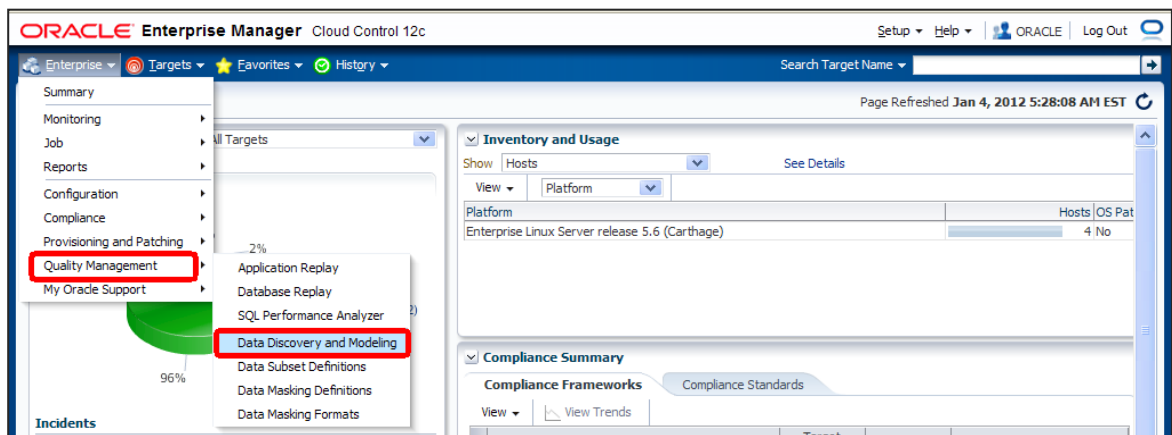 ORACLE Enterprise Manager Cloud Control 12c
Setup Help ORACLE Log Out
Enterprise Targets Favorites History Search Target Name
Page Refreshed Jan 4, 2012 5:28:08 AM EST
Summary
Monitoring
Job
Reports
Configuration
Compliance
Provisioning and Patching
Quality Management
My Oracle Support
All Targets
2%
96%
2)
Application Replay
Database Replay
SQL Performance Analyzer
Data Discovery and Modeling
Data Subset Definitions
Data Masking Definitions
Data Masking Formats
Incidents
Inventory and Usage
Show Hosts See Details
View Platform
Platform Hosts OS Pat
Enterprise Linux Server release 5.6 (Carthage) 4 No
Compliance Summary
Compliance Frameworks Compliance Standards
View View Trends